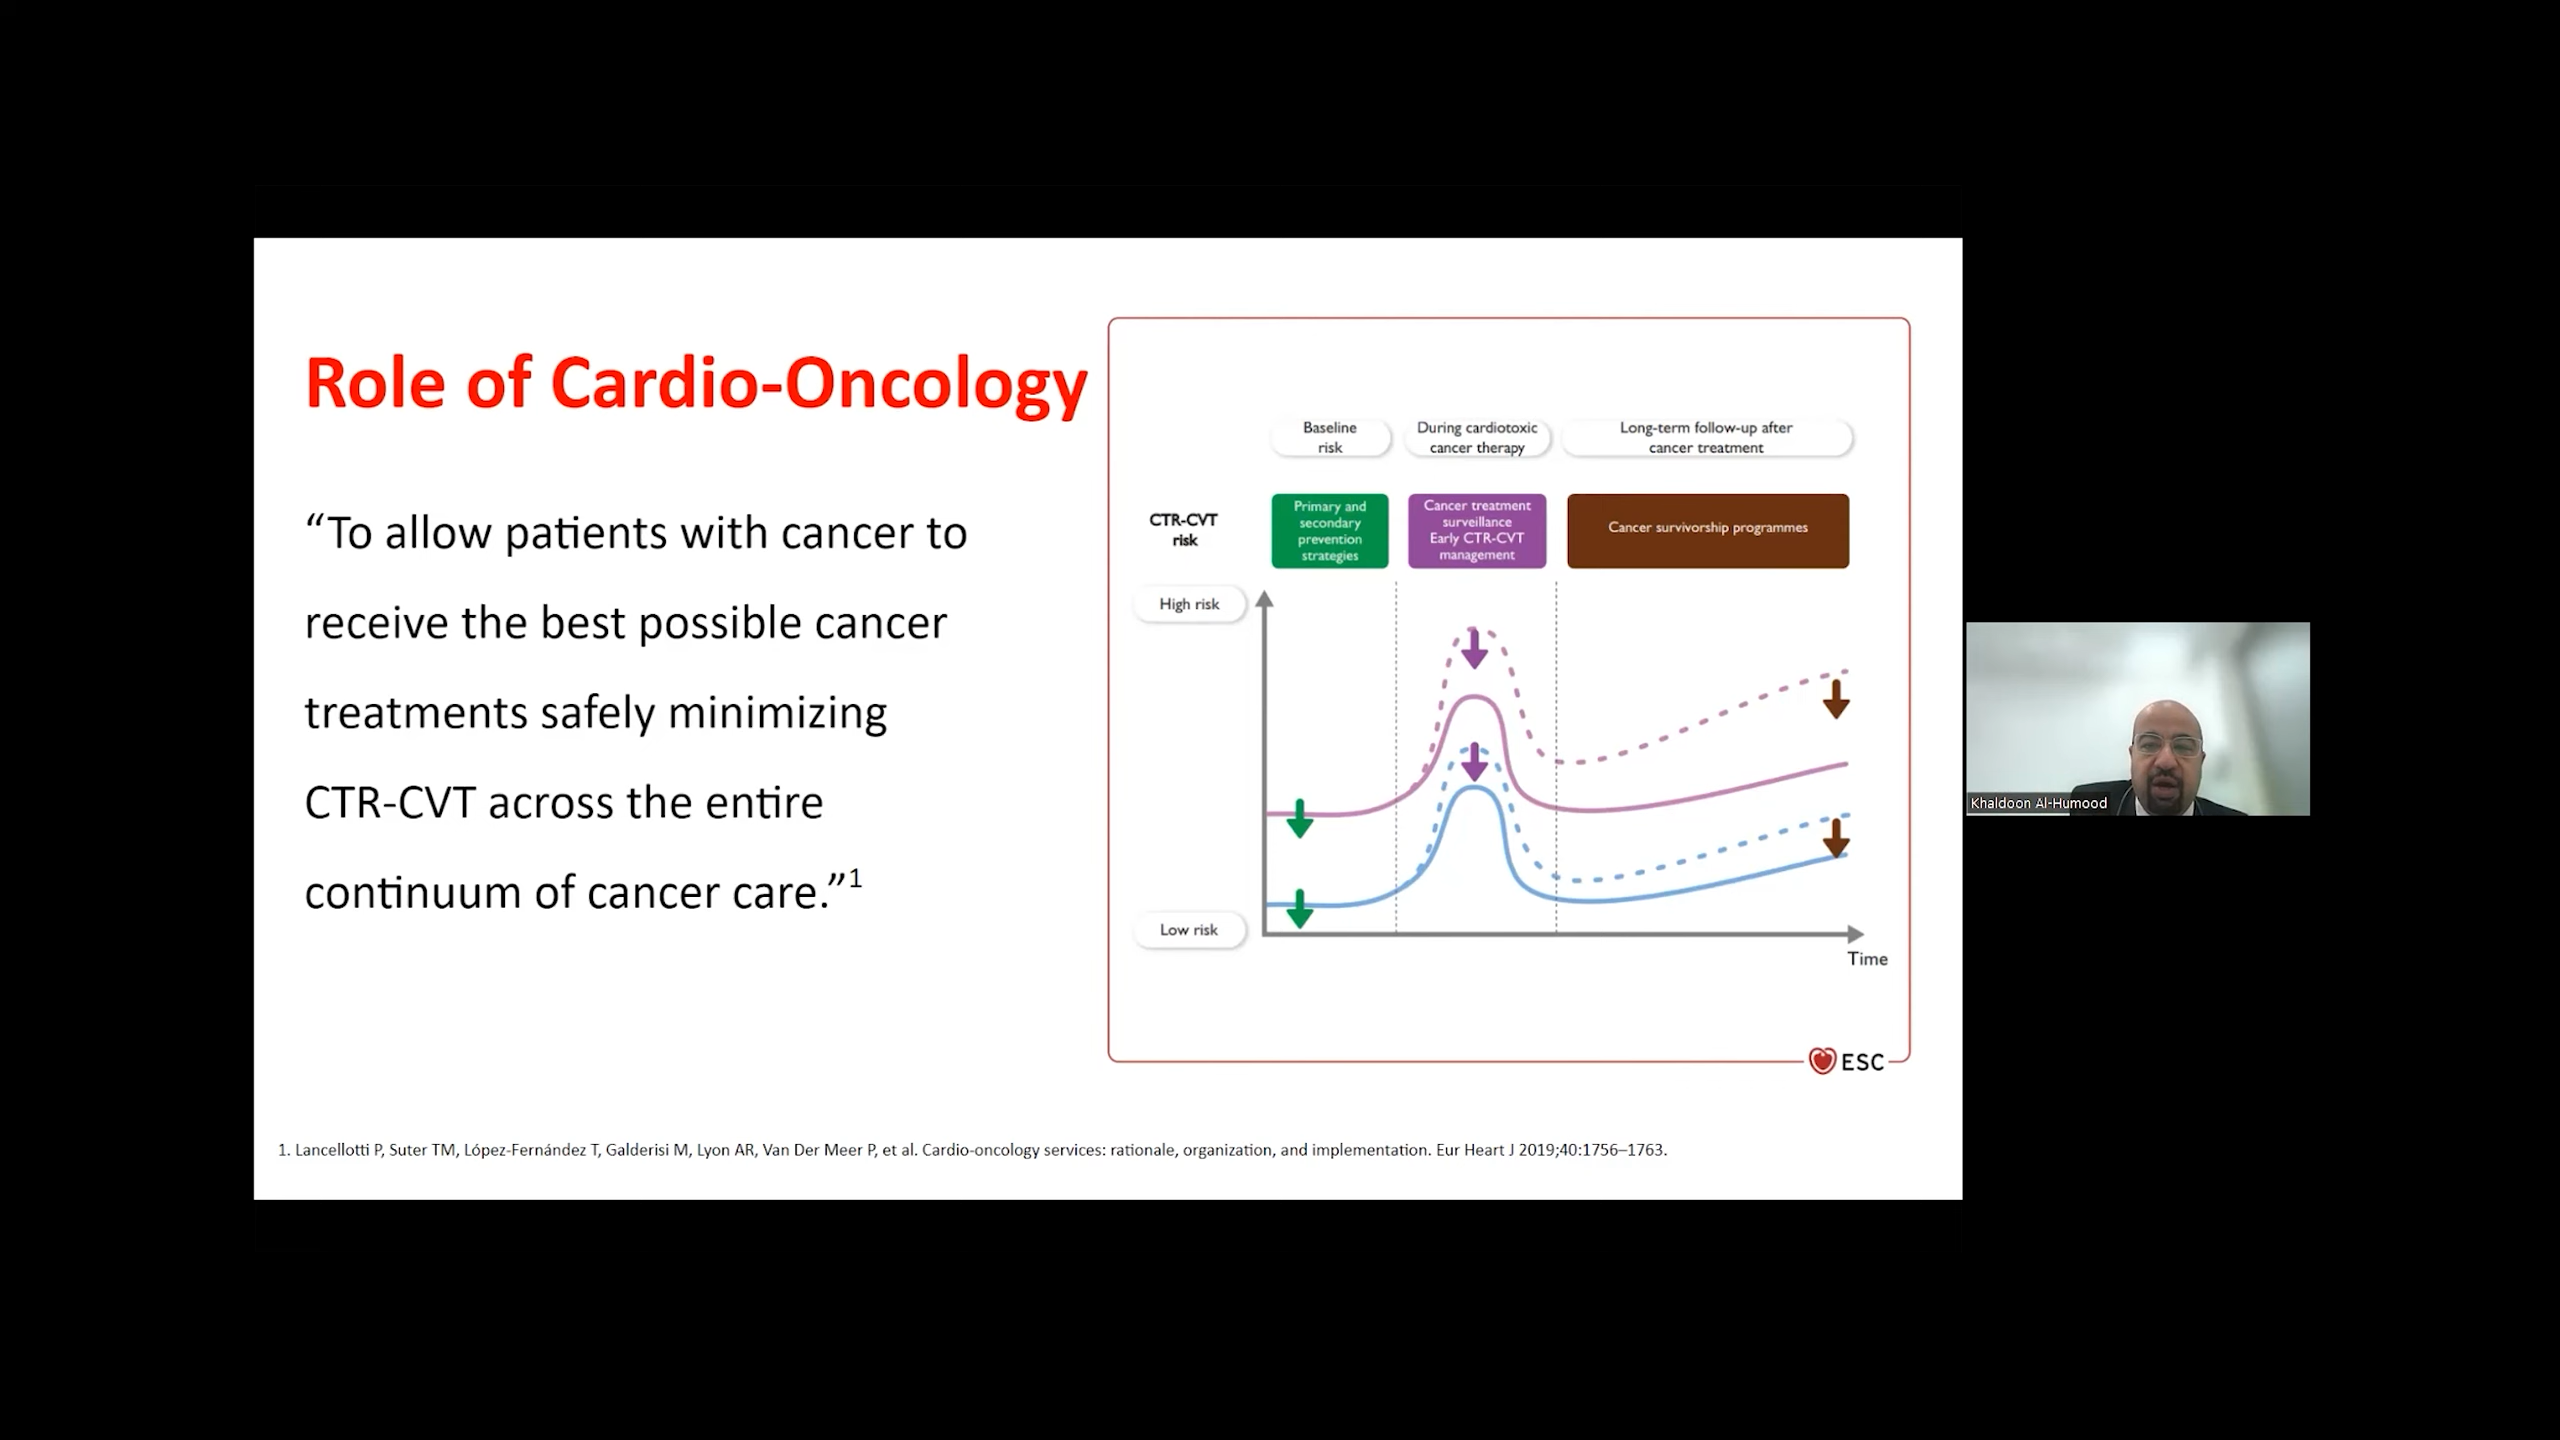 Role of Cardio-Oncology
“To allow patients with cancer to
receive the best possible cancer
treatments safely minimizing
CTR-CVT across the entire
continuum of cancer care.”1
Baseline
risk
During cardiotoxic
cancer therapy
Long-term follow-up after
cancer treatment
CTR-CVT
risk
Primary and
secondary
prevention
strategies
Cancer treatment
surveillance
Early CTR-CVT
management
Cancer survivorship programmes
High risk
Low risk
Time
ESC
1. Lancellotti P, Suter TM, López-Fernández T, Galderisi M, Lyon AR, Van Der Meer P, et al. Cardio-oncology services: rationale, organization, and implementation. Eur Heart J 2019;40:1756–1763.
Khaldoon Al-Humood